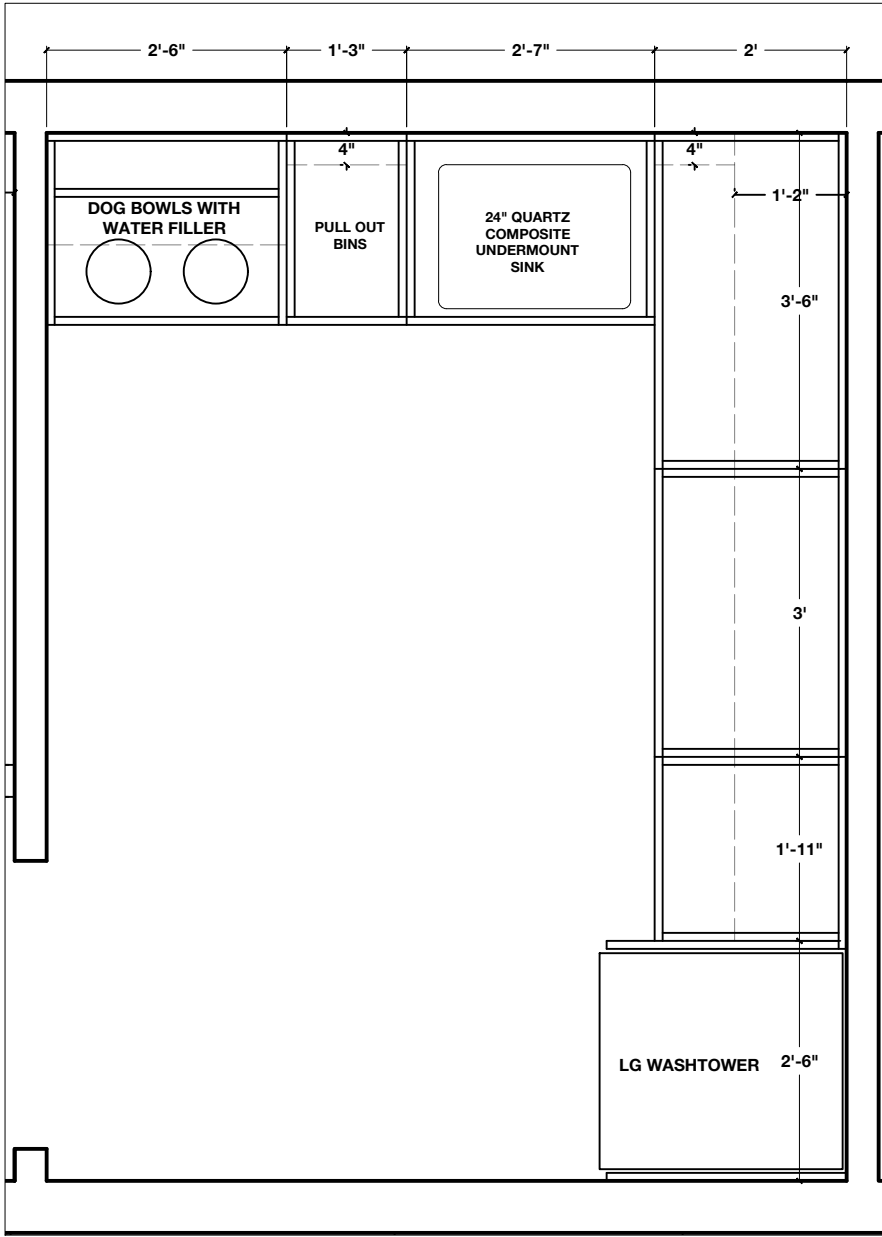 2'-6"
1'-3"
2'-7"
2'
4"
4"
1'-2"
DOG BOWLS WITH
WATER FILLER
PULL OUT
BINS
24" QUARTZ
COMPOSITE
UNDERMOUNT
SINK
3'-6"
3'
1'-11"
LG WASHTOWER
2'-6"